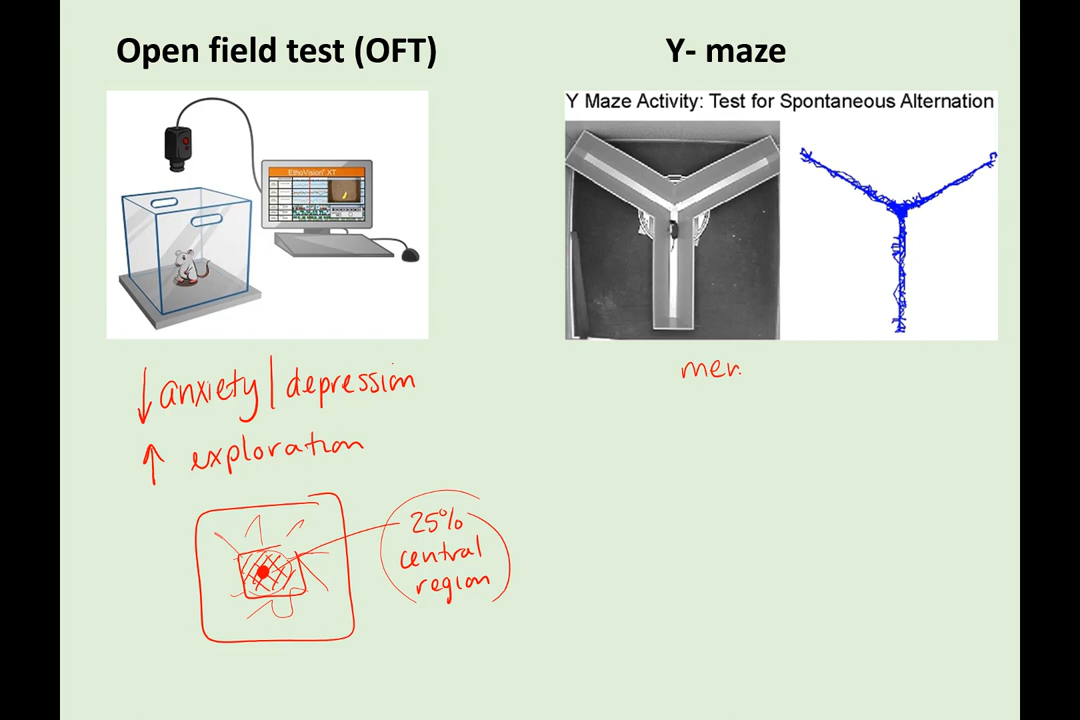 Open field test (OFT)
Y- maze
EthoVision XT
Y Maze Activity: Test for Spontaneous Alternation
↓ anxiety | depression
↑ exploration
25%
central
region
mem